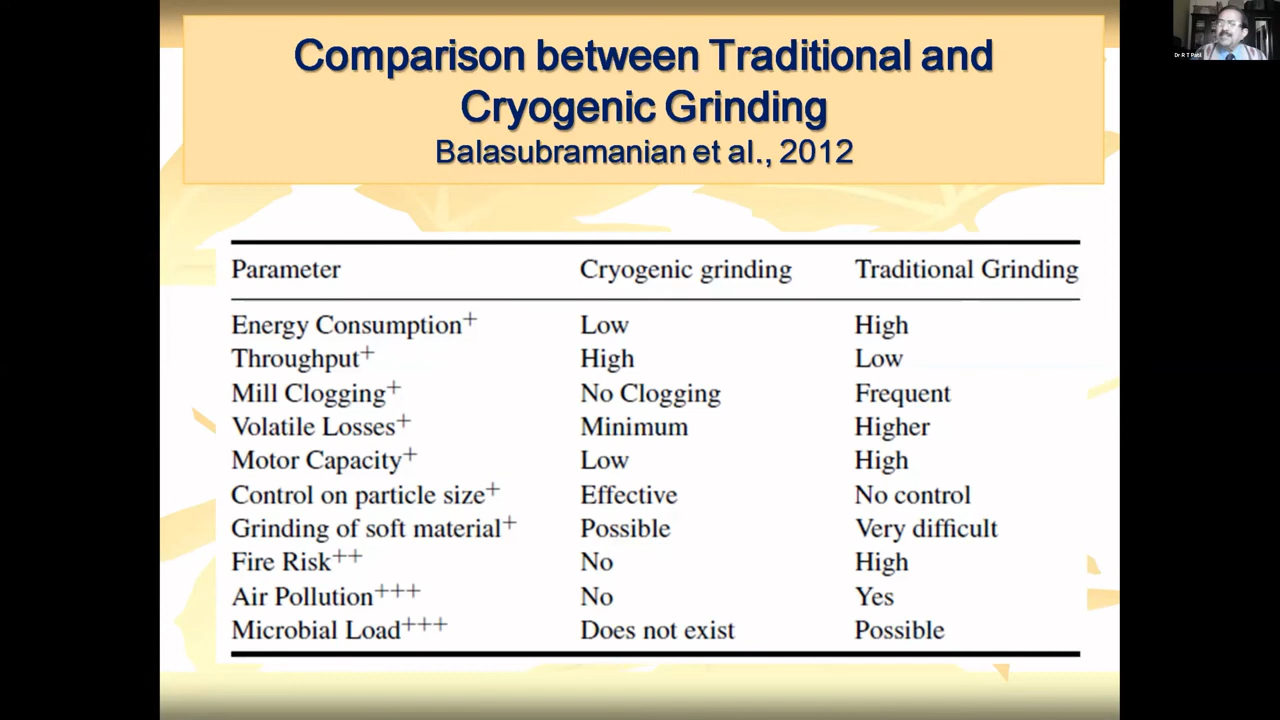 Comparison between Traditional and
Cryogenic Grinding
Balasubramanian et al., 2012
Parameter Cryogenic grinding Traditional Grinding
Energy Consumption+ Low High
Throughput+ High Low
Mill Clogging+ No Clogging Frequent
Volatile Losses+ Minimum Higher
Motor Capacity+ Low High
Control on particle size+ Effective No control
Grinding of soft material+ Possible Very difficult
Fire Risk++ No High
Air Pollution+++ No Yes
Microbial Load+++ Does not exist Possible
Dr R T Patil